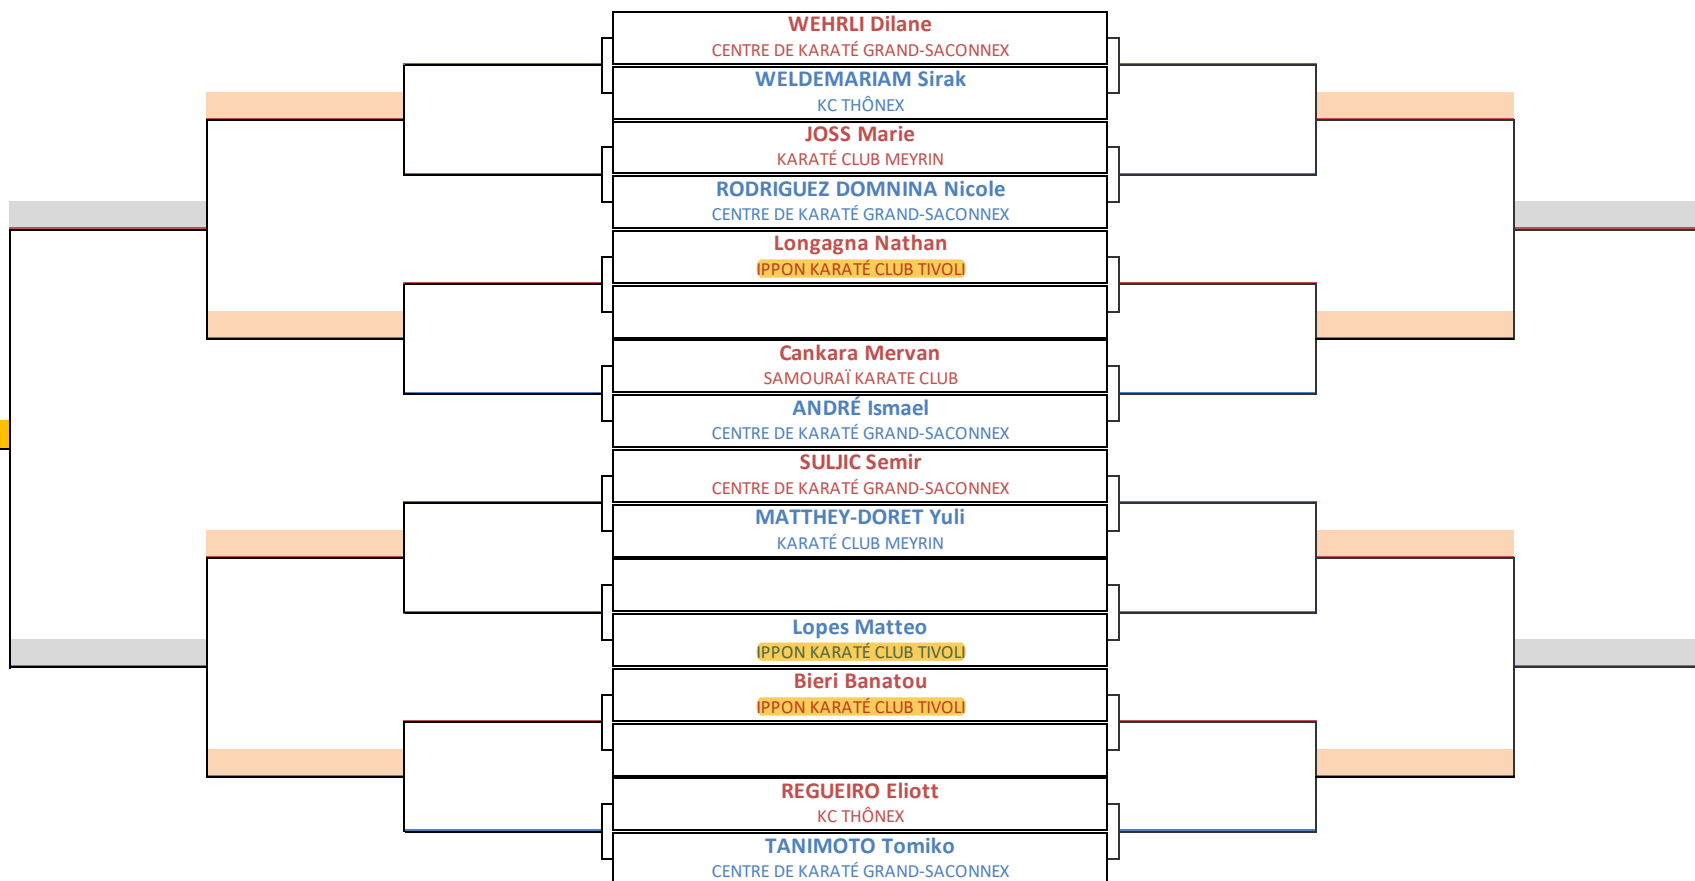 WEHRLI Dilane
CENTRE DE KARATÉ GRAND-SACONNEX
WELDEMARIAM Sirak
KC THÔNEX
JOSS Marie
KARATÉ CLUB MEYRIN
RODRIGUEZ DOMNINA Nicole
CENTRE DE KARATÉ GRAND-SACONNEX
Longagna Nathan
IPPON KARATÉ CLUB TIVOLI
Cankara Mervan
SAMOURAÏ KARATE CLUB
ANDRÉ Ismael
CENTRE DE KARATÉ GRAND-SACONNEX
SULJIC Semir
CENTRE DE KARATÉ GRAND-SACONNEX
MATTHEY-DORET Yuli
KARATÉ CLUB MEYRIN
Lopes Matteo
IPPON KARATÉ CLUB TIVOLI
Bieri Banatou
IPPON KARATÉ CLUB TIVOLI
REGUEIRO Eliott
KC THÔNEX
TANIMOTO Tomiko
CENTRE DE KARATÉ GRAND-SACONNEX